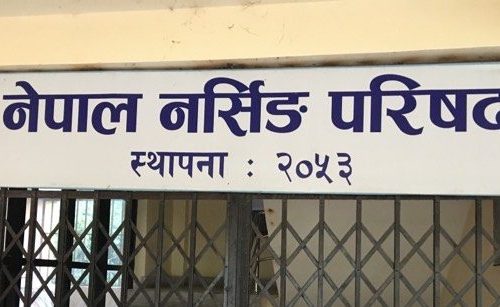 नेपाल नर्सिङ परिषद
स्थापना : २०५३